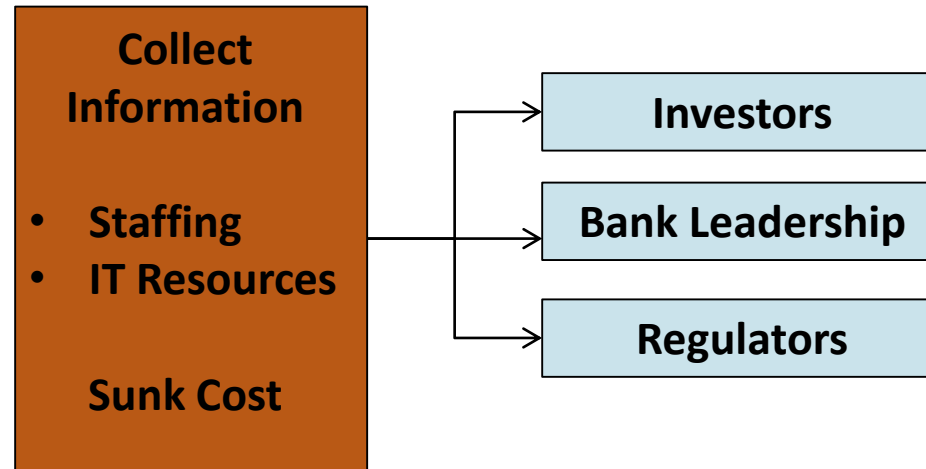 Collect
Information
• Staffing
• IT Resources
Sunk Cost
Investors
Bank Leadership
Regulators